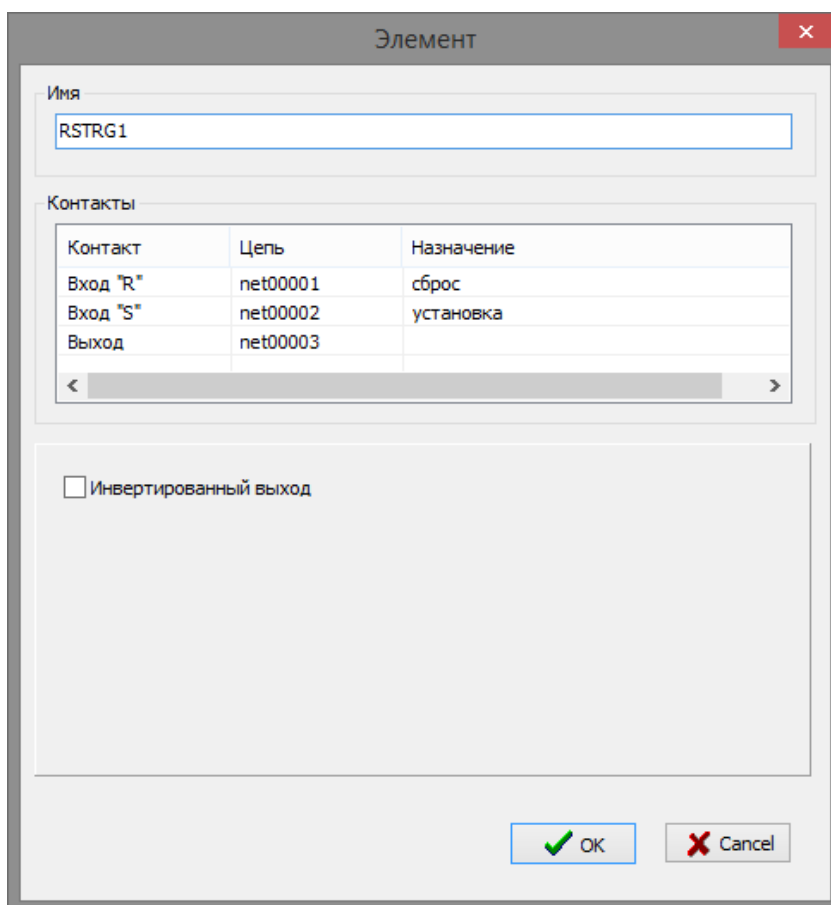 Элемент
Имя
RSTRG1
Контакты
Контакт Цепь Назначение
Вход "R" net00001 сброс
Вход "S" net00002 установка
Выход net00003
Инвертированный выход
OK Cancel